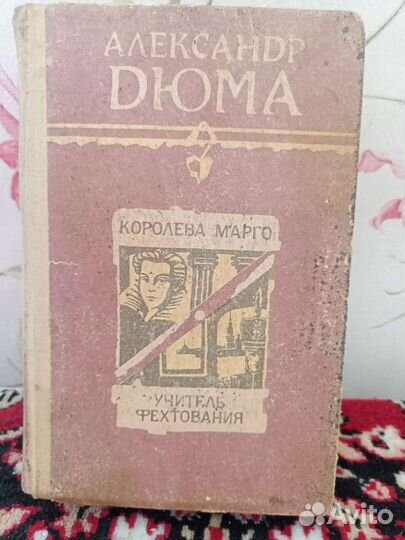 АЛЕКСАНДР
ДЮМА
КОРОЛЕВА МАРГО
УЧИТЕЛЬ
ФЕХТОВАНИЯ
Avito